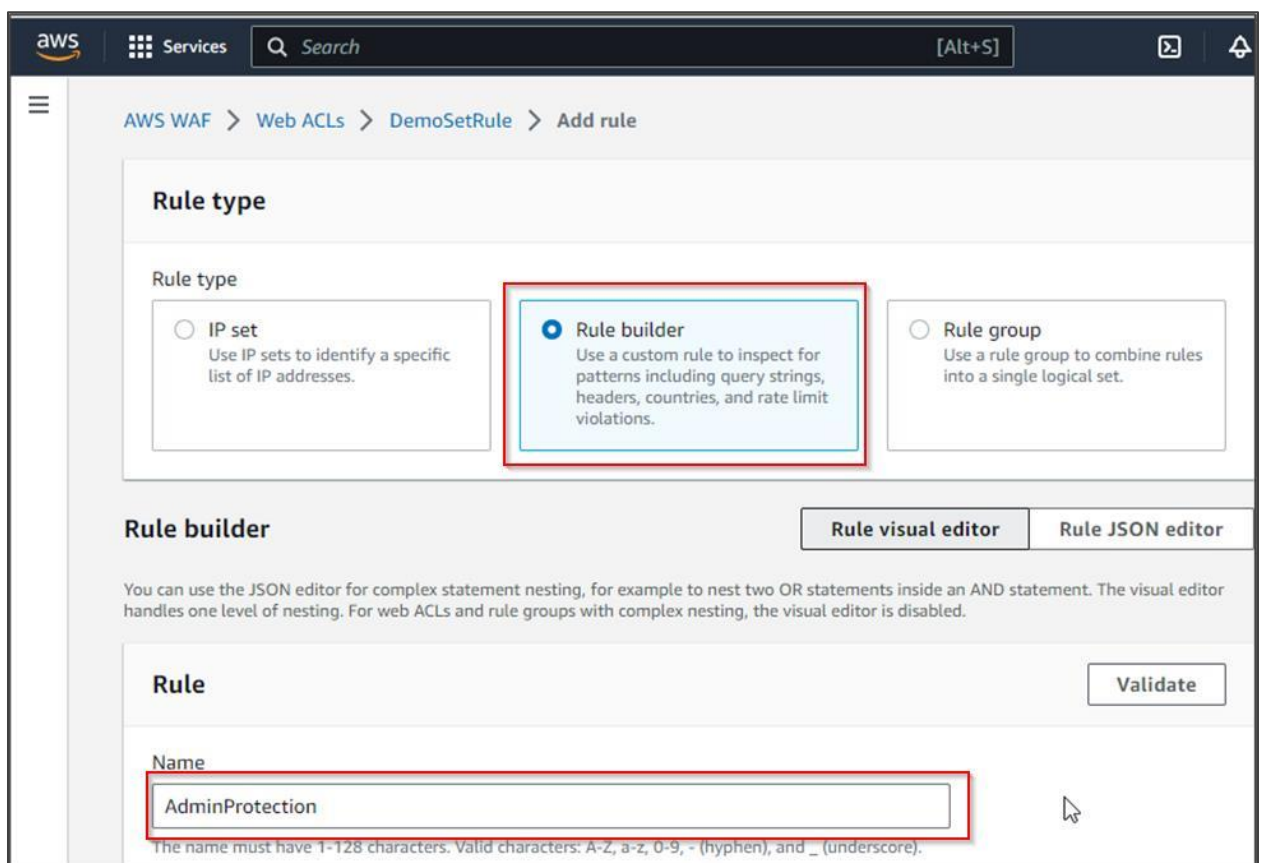 aws Services Search [Alt+S]
AWS WAF > Web ACLs > DemoSetRule > Add rule
Rule type
Rule type
IP set
Use IP sets to identify a specific
list of IP addresses.
Rule builder
Use a custom rule to inspect for
patterns including query strings,
headers, countries, and rate limit
violations.
Rule group
Use a rule group to combine rules
into a single logical set.
Rule builder
Rule visual editor
Rule JSON editor
You can use the JSON editor for complex statement nesting, for example to nest two OR statements inside an AND statement. The visual editor
handles one level of nesting. For web ACLs and rule groups with complex nesting, the visual editor is disabled.
Rule
Validate
Name
AdminProtection
The name must have 1-128 characters. Valid characters: A-Z, a-z, 0-9, - (hyphen), and _ (underscore).